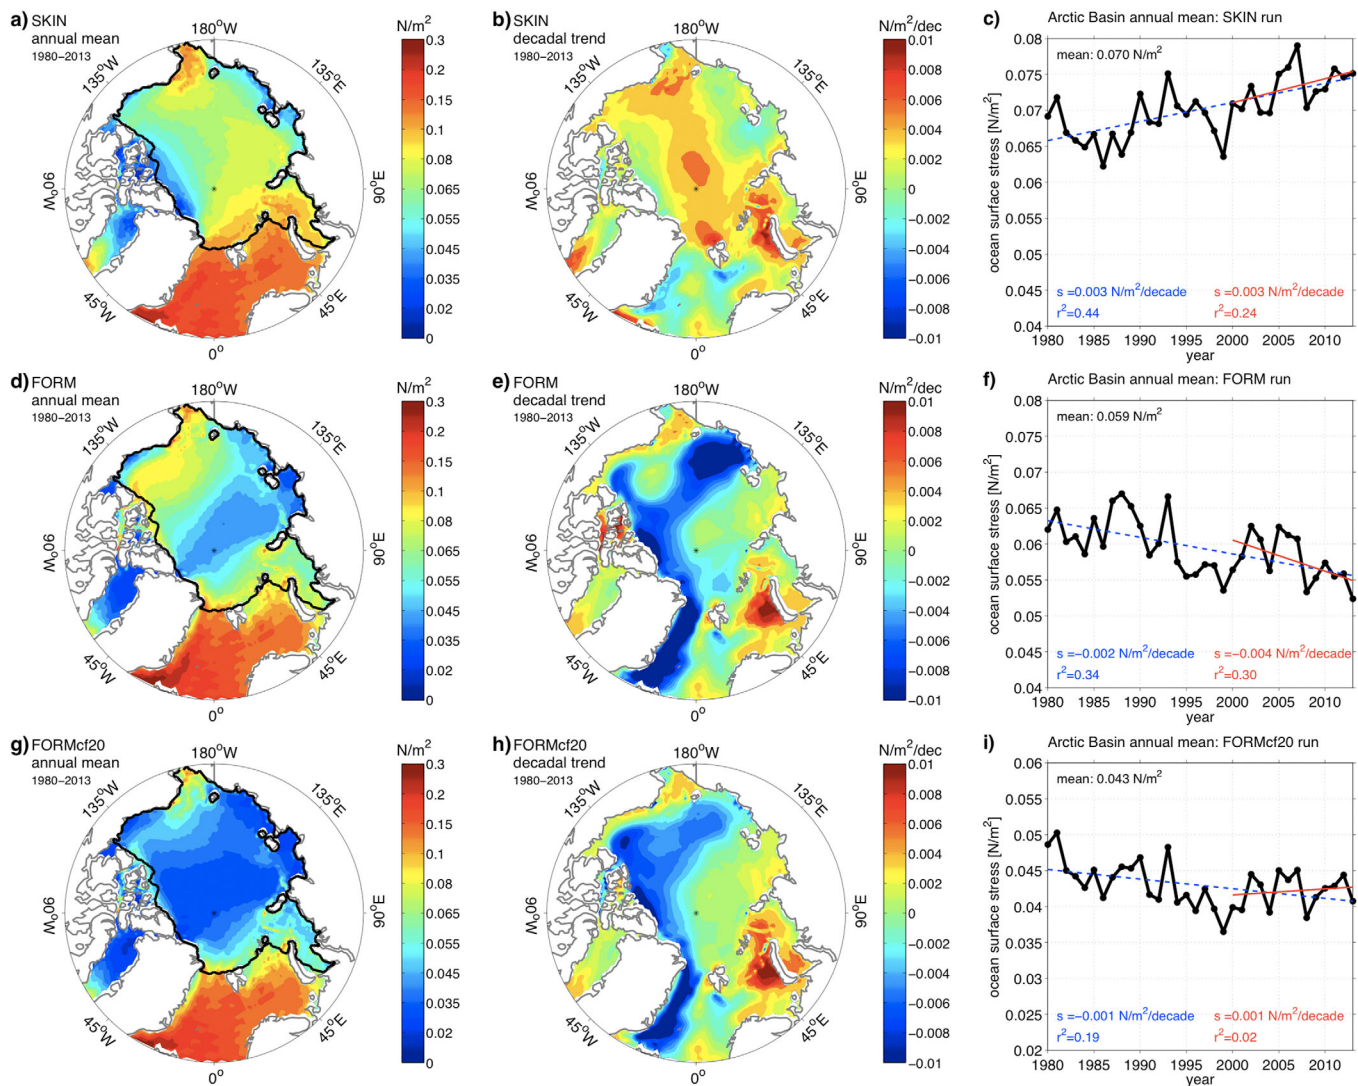 a) SKIN
annual mean
1980–2013
N/m²
180°W
135°W
135°E
90°W
90°E
45°W
45°E
0°
0.3
0.2
0.1
0.08
0.065
0.055
0.045
0.035
0.02
0
b) SKIN
decadal trend
1980–2013
N/m²/dec
180°W
135°W
135°E
90°W
90°E
45°W
45°E
0°
0.01
0.008
0.006
0.004
0.002
0
−0.002
−0.004
−0.006
−0.008
−0.01
c) Arctic Basin annual mean: SKIN run
mean: 0.070 N/m²
ocean surface stress [N/m²]
0.08
0.075
0.07
0.065
0.06
0.055
0.05
0.045
0.04
s =0.003 N/m²/decade
r²=0.44
s =0.003 N/m²/decade
r²=0.24
1980 1985 1990 1995 2000 2005 2010
year
d) FORM
annual mean
1980–2013
N/m²
180°W
135°W
135°E
90°W
90°E
45°W
45°E
0°
0.3
0.2
0.1
0.08
0.065
0.055
0.045
0.035
0.02
0
e) FORM
decadal trend
1980–2013
N/m²/dec
180°W
135°W
135°E
90°W
90°E
45°W
45°E
0°
0.01
0.008
0.006
0.004
0.002
0
−0.002
−0.004
−0.006
−0.008
−0.01
f) Arctic Basin annual mean: FORM run
mean: 0.059 N/m²
ocean surface stress [N/m²]
0.08
0.075
0.07
0.065
0.06
0.055
0.05
0.045
0.04
s =−0.002 N/m²/decade
r²=0.34
s =−0.004 N/m²/decade
r²=0.30
1980 1985 1990 1995 2000 2005 2010
year
g) FORMcf20
annual mean
1980–2013
N/m²
180°W
135°W
135°E
90°W
90°E
45°W
45°E
0°
0.3
0.2
0.1
0.08
0.065
0.055
0.045
0.035
0.02
0
h) FORMcf20
decadal trend
1980–2013
N/m²/dec
180°W
135°W
135°E
90°W
90°E
45°W
45°E
0°
0.01
0.008
0.006
0.004
0.002
0
−0.002
−0.004
−0.006
−0.008
−0.01
i) Arctic Basin annual mean: FORMcf20 run
mean: 0.043 N/m²
ocean surface stress [N/m²]
0.06
0.055
0.05
0.045
0.04
0.035
0.03
0.025
0.02
s =−0.001 N/m²/decade
r²=0.19
s =0.001 N/m²/decade
r²=0.02
1980 1985 1990 1995 2000 2005 2010
year